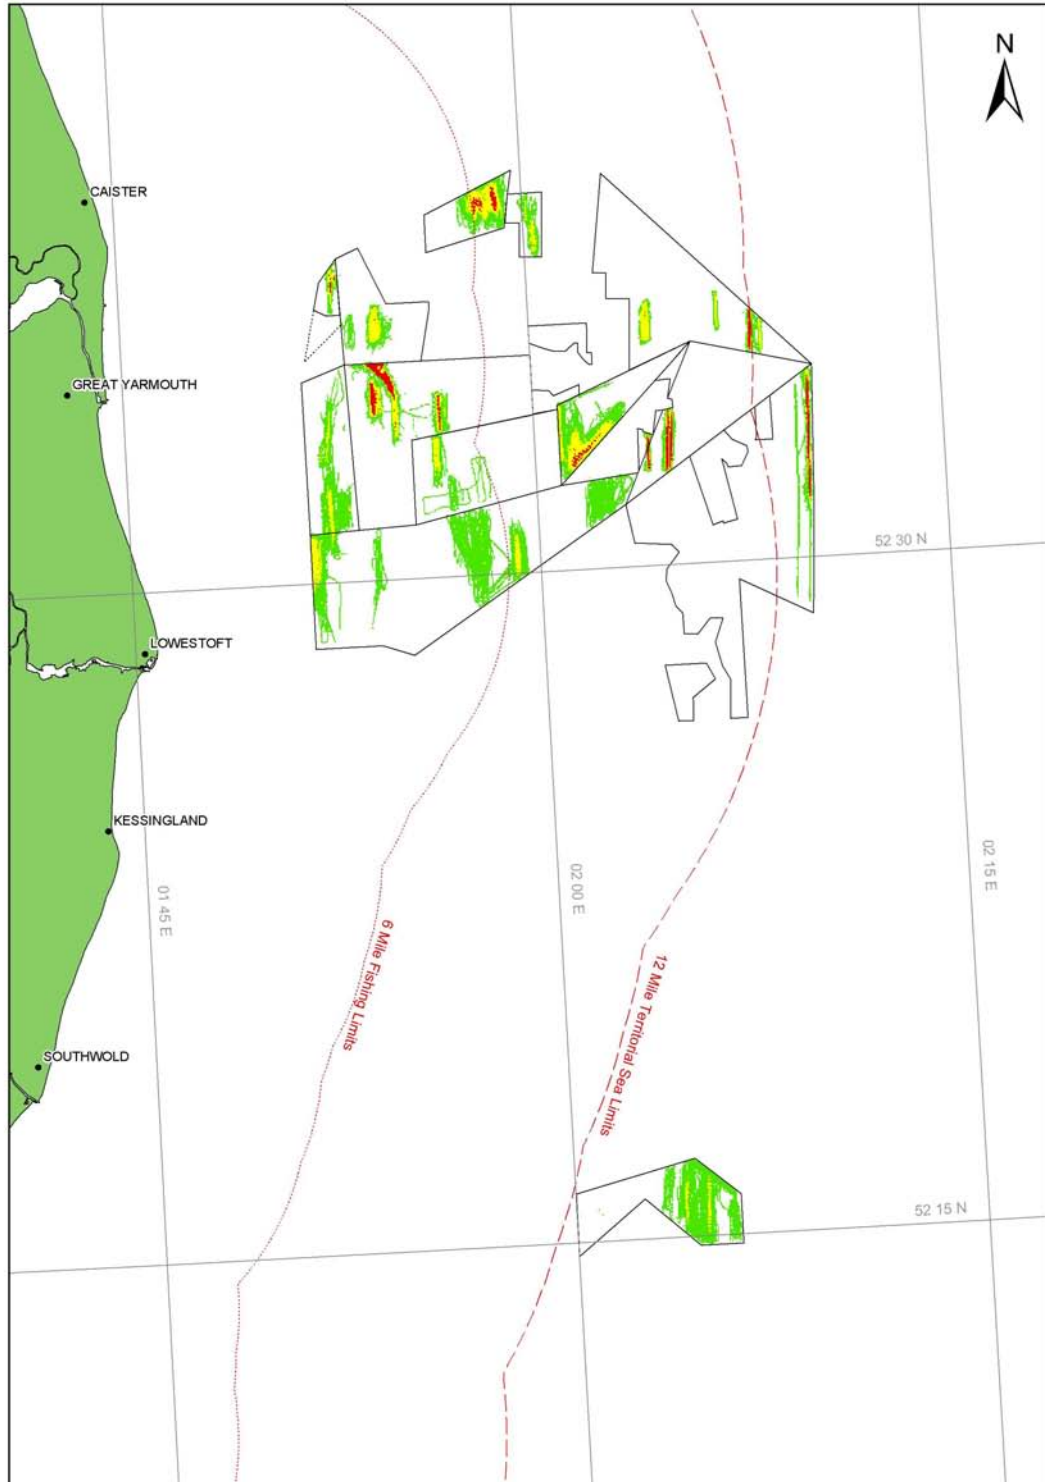 N
CAISTER
GREAT YARMOUTH
52 30 N
LOWESTOFT
KESSINGLAND
01 45 E
02 00 E
02 15 E
6 Mile Fishing Limits
12 Mile Territorial Sea Limits
SOUTHWOLD
52 15 N